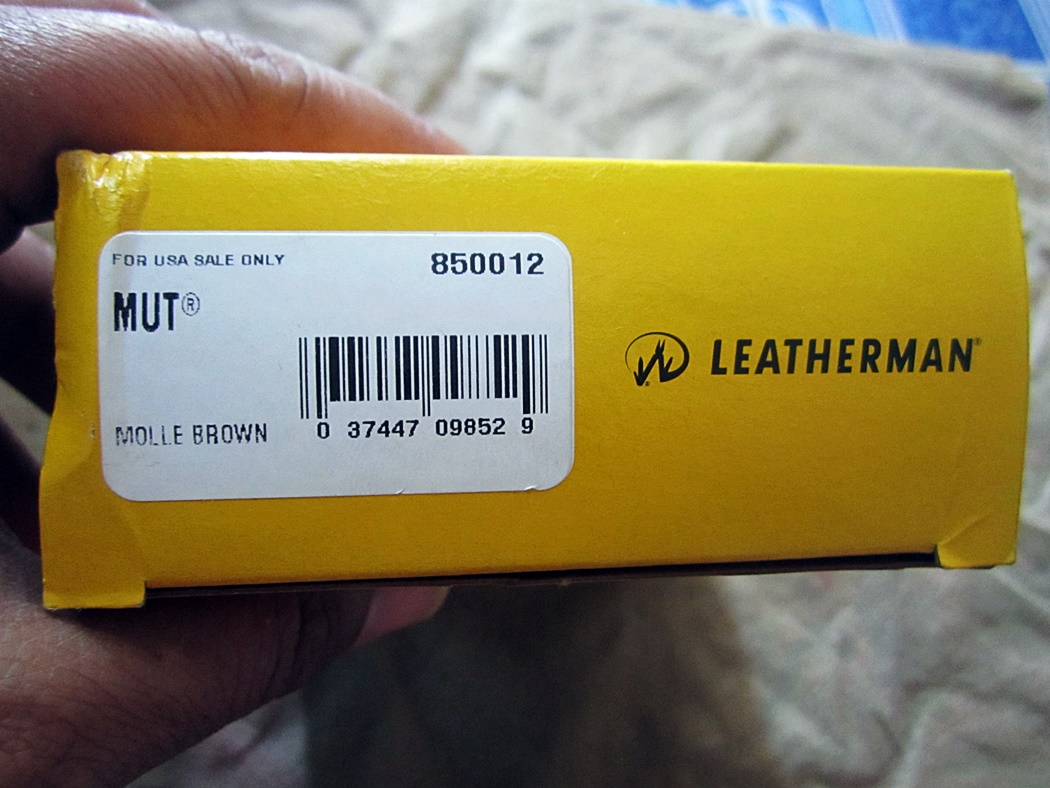 FOR USA SALE ONLY 850012
MUT®
MOLLE BROWN
0 37447 09852 9
LEATHERMAN®